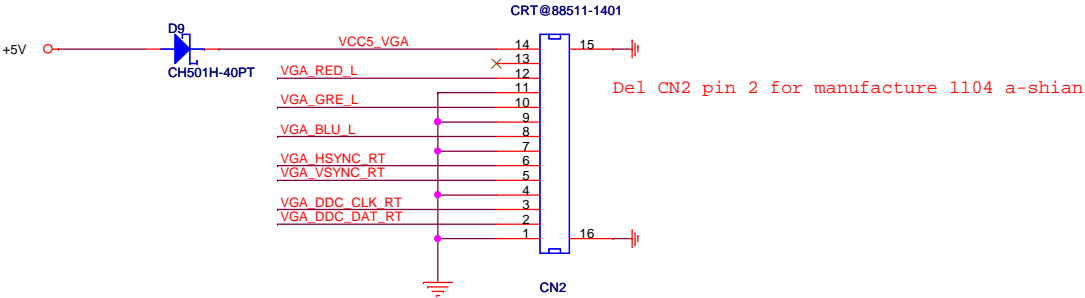 CRT@88511-1401
+5V
D9
CH501H-40PT
VCC5_VGA
14
15
13
VGA_RED_L
12
11
VGA_GRE_L
10
9
VGA_BLU_L
8
7
VGA_HSYNC_RT
6
VGA_VSYNC_RT
5
4
VGA_DDC_CLK_RT
3
VGA_DDC_DAT_RT
2
1
16
Del CN2 pin 2 for manufacture 1104 a-shian
CN2